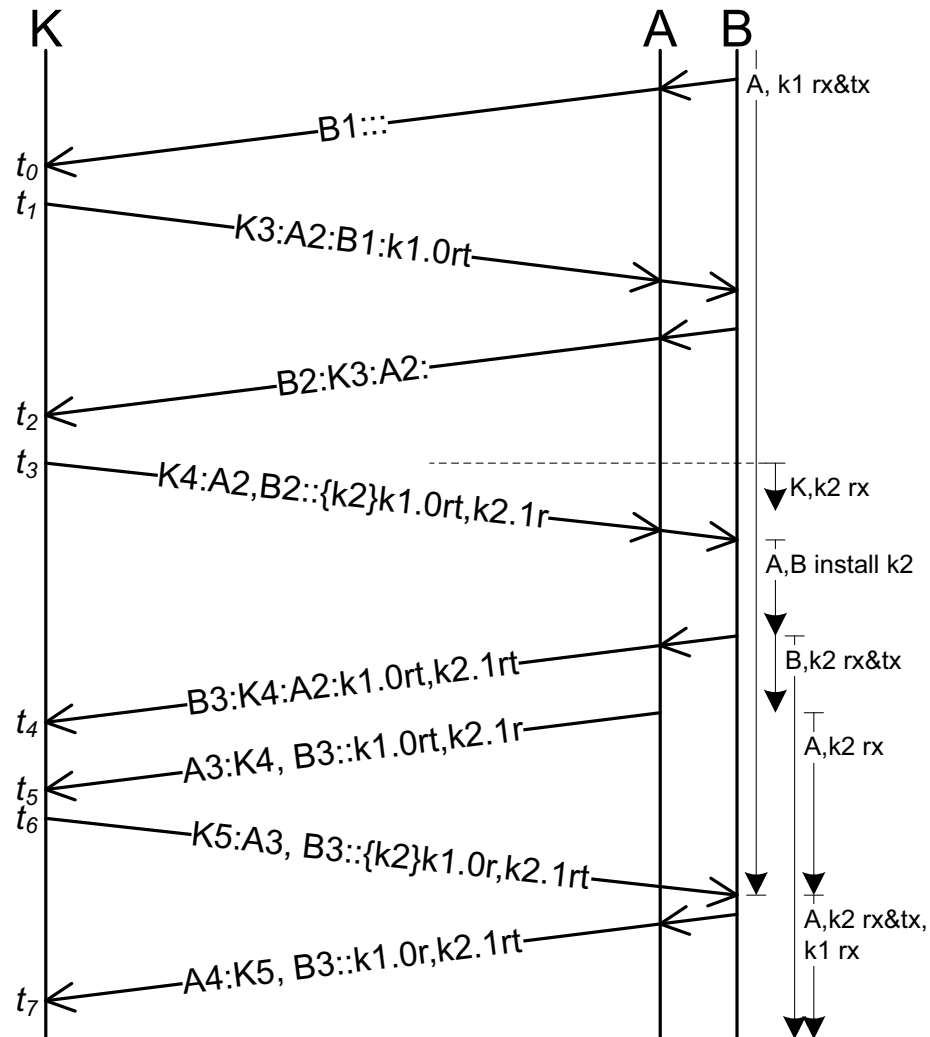 K
A
B
A, k1 rx&tx
B1:::
t0
t1
K3:A2:B1:k1.0rt
B2:K3:A2:
t2
t3
K4:A2,B2::{k2}k1.0rt,k2.1r
K,k2 rx
A,B install k2
B3:K4:A2:k1.0rt,k2.1rt
B,k2 rx&tx
t4
A3:K4, B3::k1.0rt,k2.1r
A,k2 rx
t5
t6
K5:A3, B3::{k2}k1.0r,k2.1rt
A,k2 rx&tx,
k1 rx
A4:K5, B3::k1.0r,k2.1rt
t7